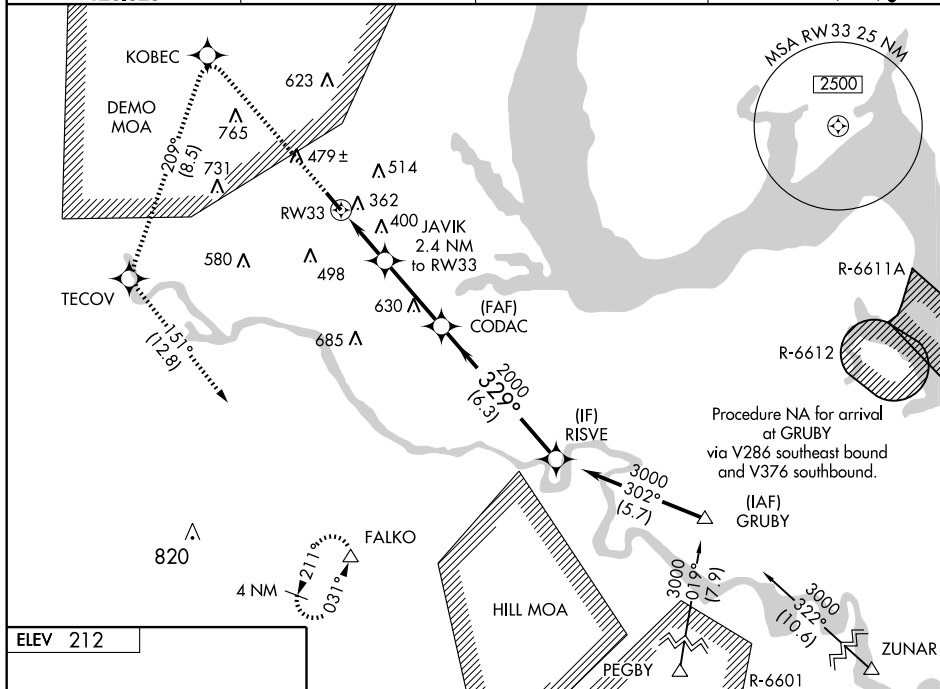 KOBEC
DEMO
MOA
623
765
731
479±
514
209°
(8.5)
RW33
362
400
JAVIK
2.4 NM
to RW33
580
498
TECOV
630
(FAF)
CODAC
685
151°
(12.8)
2000
329°
(6.3)
(IF)
RISVE
MSA RW33 25 NM
2500
R-6611A
R-6612
Procedure NA for arrival
at GRUBY
via V286 southeast bound
and V376 southbound.
3000
302°
(5.7)
(IAF)
GRUBY
820
FALKO
211°
031°
4 NM
HILL MOA
3000
019°
(7.9)
3000
322°
(10.6)
ZUNAR
PEGBY
R-6601
ELEV 212